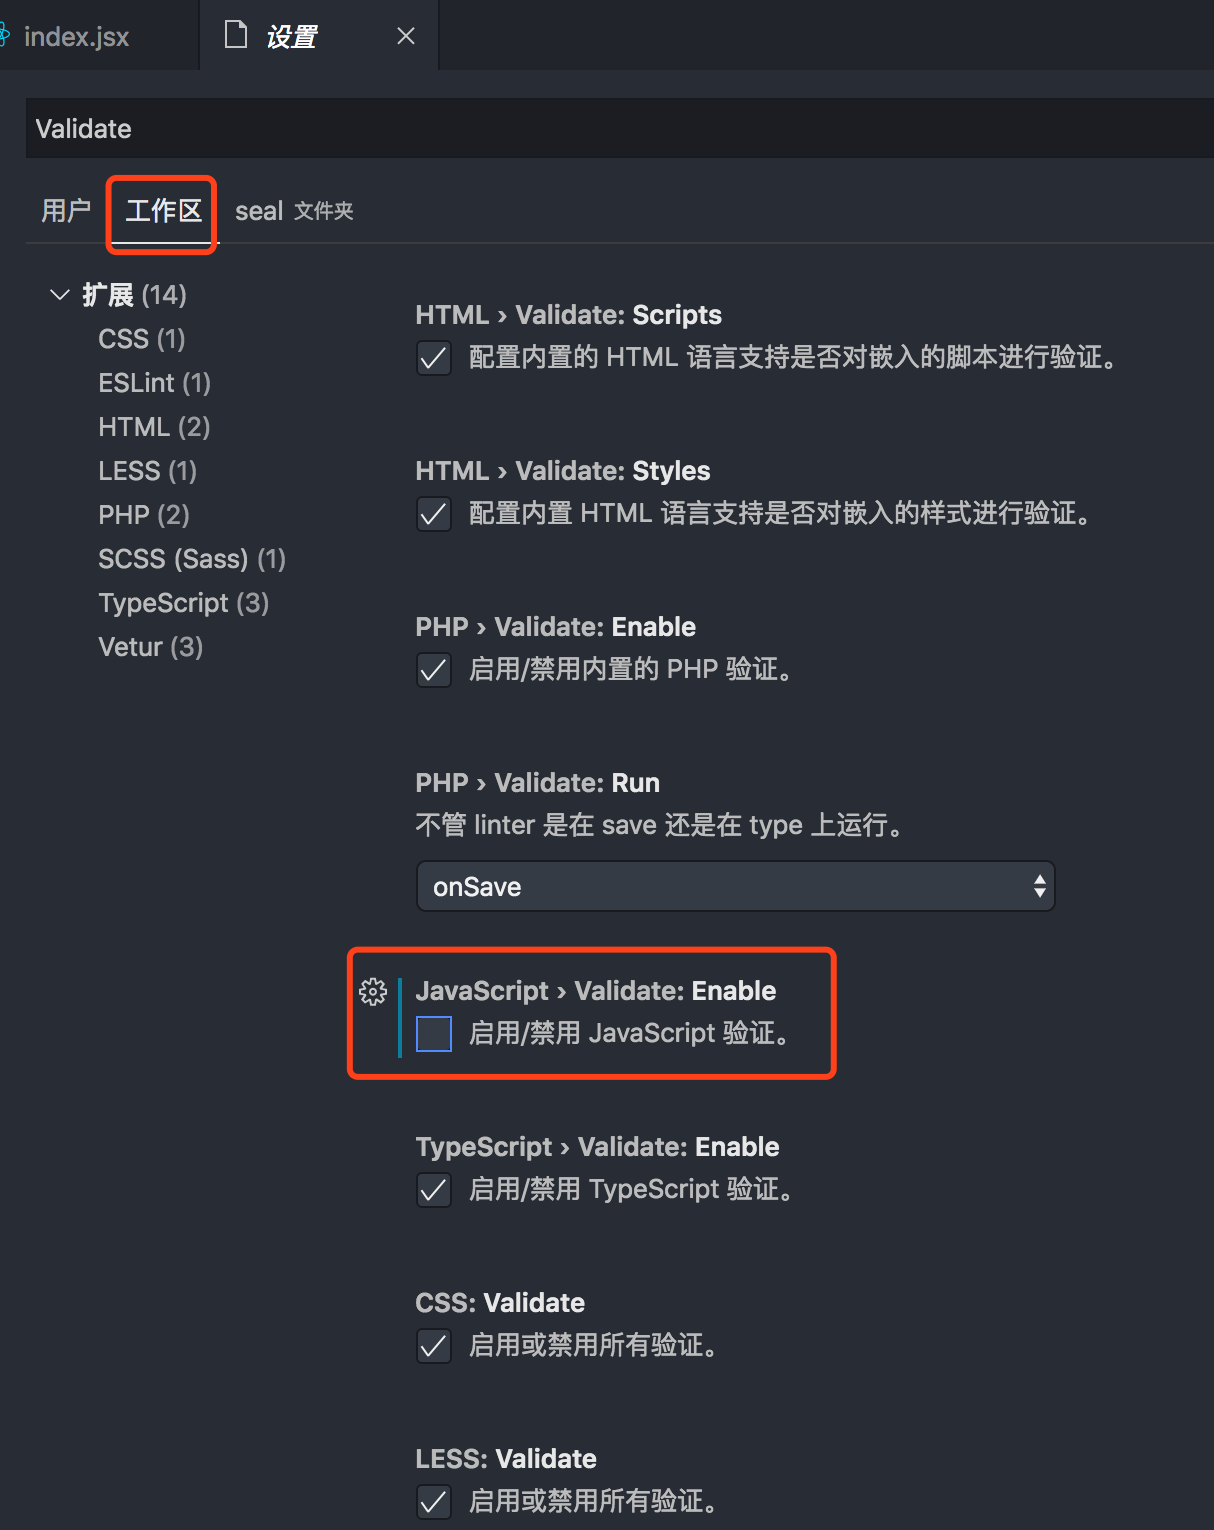 index.jsx
设置
Validate
用户 工作区 seal 文件夹
扩展 (14)
CSS (1)
ESLint (1)
HTML (2)
LESS (1)
PHP (2)
SCSS (Sass) (1)
TypeScript (3)
Vetur (3)
HTML › Validate: Scripts
配置内置的 HTML 语言支持是否对嵌入的脚本进行验证。
HTML › Validate: Styles
配置内置 HTML 语言支持是否对嵌入的样式进行验证。
PHP › Validate: Enable
启用/禁用内置的 PHP 验证。
PHP › Validate: Run
不管 linter 是在 save 还是在 type 上运行。
onSave
JavaScript › Validate: Enable
启用/禁用 JavaScript 验证。
TypeScript › Validate: Enable
启用/禁用 TypeScript 验证。
CSS: Validate
启用或禁用所有验证。
LESS: Validate
启用或禁用所有验证。